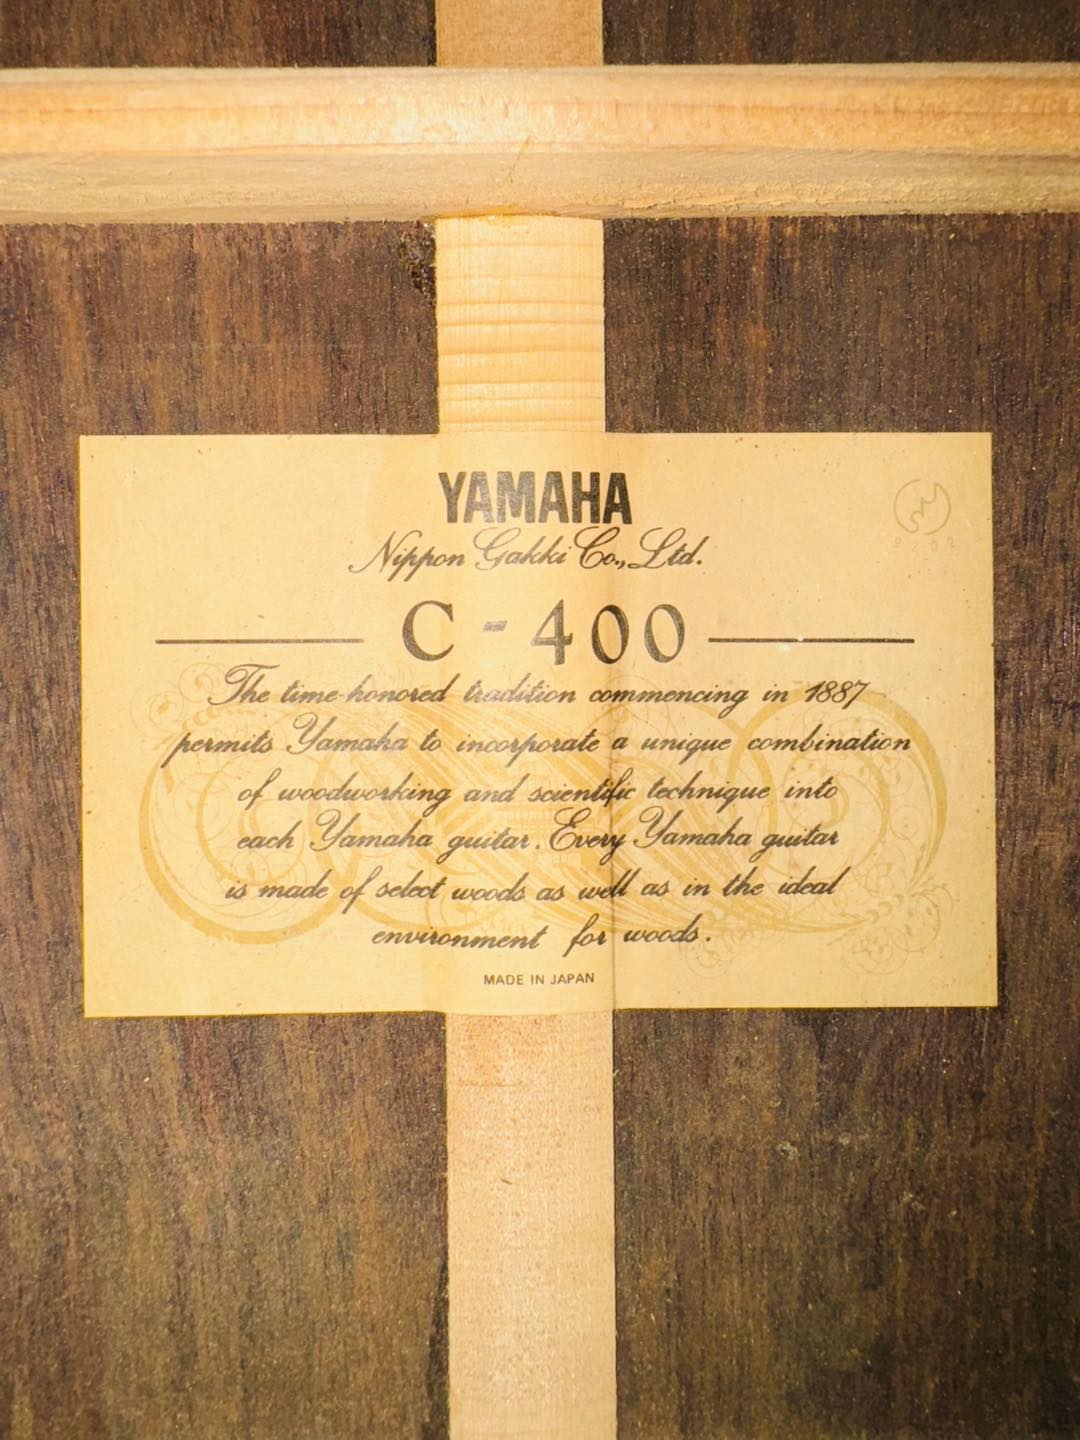 YAMAHA
Nippon Gakki Co., Ltd.
C-400
The time-honored tradition commencing in 1887
permits Yamaha to incorporate a unique combination
of woodworking and scientific technique into
each Yamaha guitar. Every Yamaha guitar
is made of select woods as well as in the ideal
environment for woods.
MADE IN JAPAN